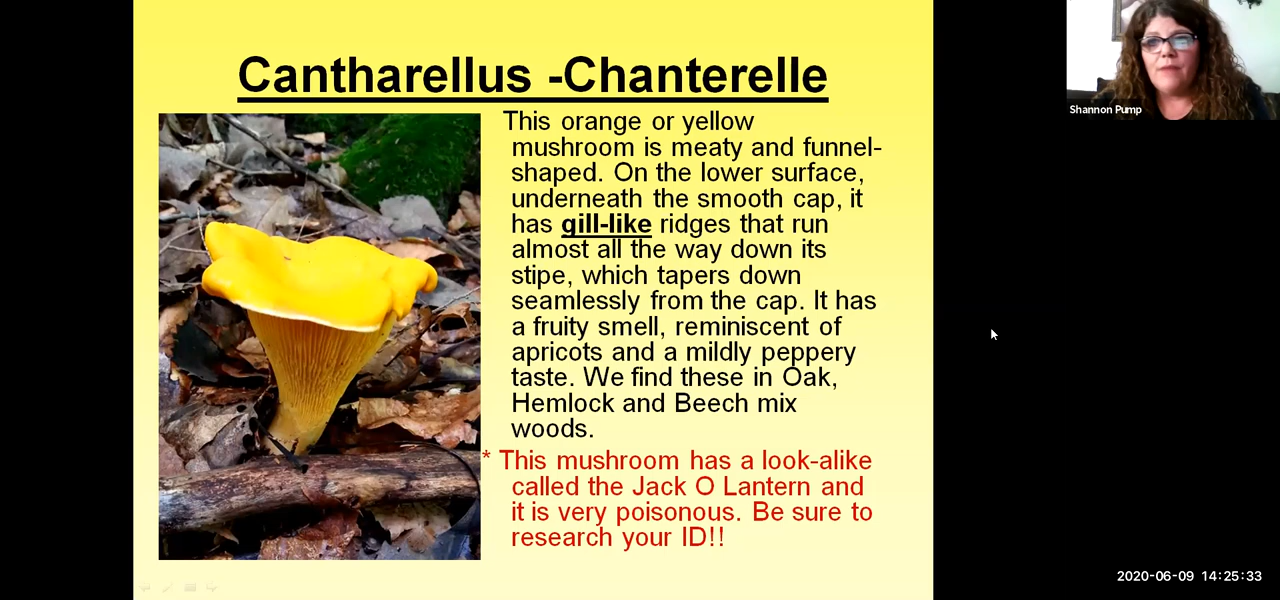 Cantharellus -Chanterelle
This orange or yellow
mushroom is meaty and funnel-
shaped. On the lower surface,
underneath the smooth cap, it
has gill-like ridges that run
almost all the way down its
stipe, which tapers down
seamlessly from the cap. It has
a fruity smell, reminiscent of
apricots and a mildly peppery
taste. We find these in Oak,
Hemlock and Beech mix
woods.
* This mushroom has a look-alike
called the Jack O Lantern and
it is very poisonous. Be sure to
research your ID!!
Shannon Pump
2020-06-09 14:25:33